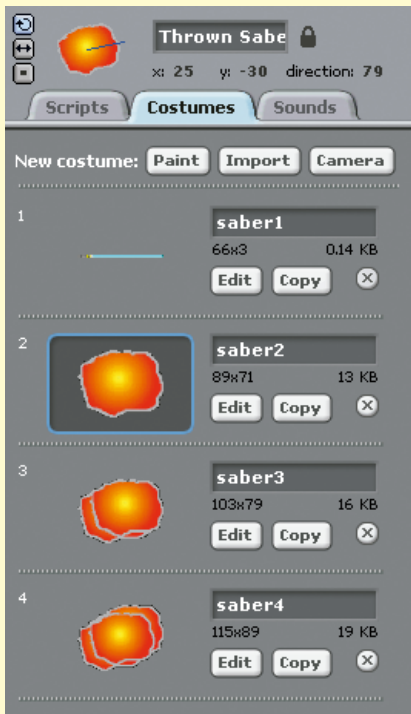 Thrown Sabe
x: 25 y: -30 direction: 79
Scripts Costumes Sounds
New costume: Paint Import Camera
1
saber1
66x3 0.14 KB
Edit Copy
2
saber2
89x71 13 KB
Edit Copy
3
saber3
103x79 16 KB
Edit Copy
4
saber4
115x89 19 KB
Edit Copy